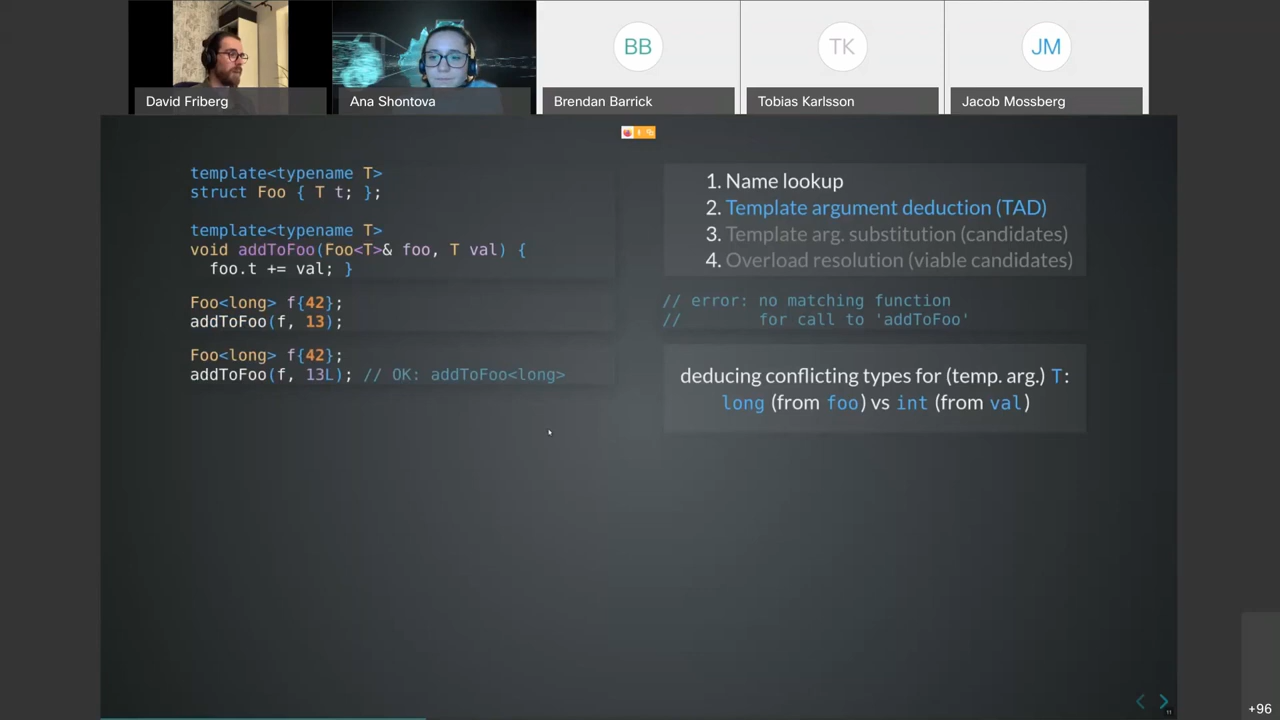 BB
TK
JM
David Friberg
Ana Shontova
Brendan Barrick
Tobias Karlsson
Jacob Mossberg
template<typename T>
struct Foo { T t; };
template<typename T>
void addToFoo(Foo<T>& foo, T val) {
foo.t += val; }
Foo<long> f{42};
addToFoo(f, 13);
Foo<long> f{42};
addToFoo(f, 13L); // OK: addToFoo<long>
1. Name lookup
2. Template argument deduction (TAD)
3. Template arg. substitution (candidates)
4. Overload resolution (viable candidates)
// error: no matching function
// for call to 'addToFoo'
deducing conflicting types for (temp. arg.) T:
long (from foo) vs int (from val)
11
+96